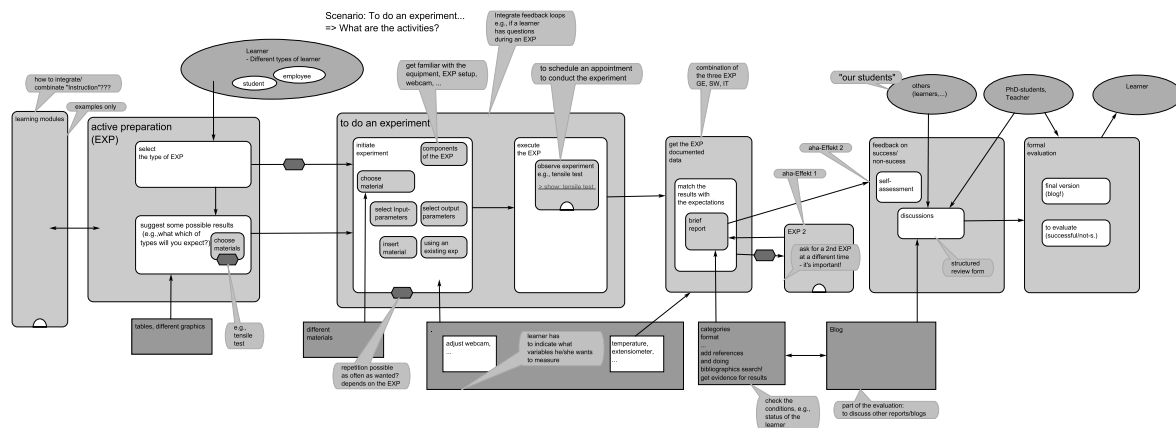 Scenario: To do an experiment...
=> What are the activities?
Learner
- Different types of learner
employee
student
Integrate feedback loops
e.g., if a learner
has questions
during an EXP
get familiar with the
equipment, EXP setup,
webcam, ...
to schedule an appointment
to conduct the experiment
combination of
the three EXP
GE, SW, IT
"our students"
others
(learners,...)
PhD-students,
Teacher
Learner
how to integrate/
combinate "Instruction"???
examples only
learning modules
active preparation
(EXP)
select
the type of EXP
suggest some possible results
(e.g.,what which of
types will you expect?)
choose
materials
tables, different graphics
e.g.,
tensile
test
to do an experiment
initiate
experiment
components
of the EXP
choose
material
select Input-
parameters
select output
parameters
insert
material
using an
existing exp
execute
the EXP
observe experiment
e.g., tensile test
> show_tensile test
different
materials
repetition possible
as often as wanted?
depends on the EXP
.
adjust webcam,
...
learner has
to indicate what
variables he/she wants
to measure
temperature,
extensiometer,
...
get the EXP
documented
data
match the
results with
the expectations
brief
report
aha-Effekt 1
aha-Effekt 2
EXP 2
ask for a 2nd EXP
at a different time
- it's important!
categories
format
...
add references
and doing
bibliographics search!
get evidence for results
check the
conditions, e.g.,
status of the
learner
feedback on
success/
non-sucess
self-
assessment
discussions
structured
review form
Blog
part of the evaluation:
to discuss other reports/blogs
formal
evaluation
final version
(blog!)
to evaluate
(successful/not-s.)